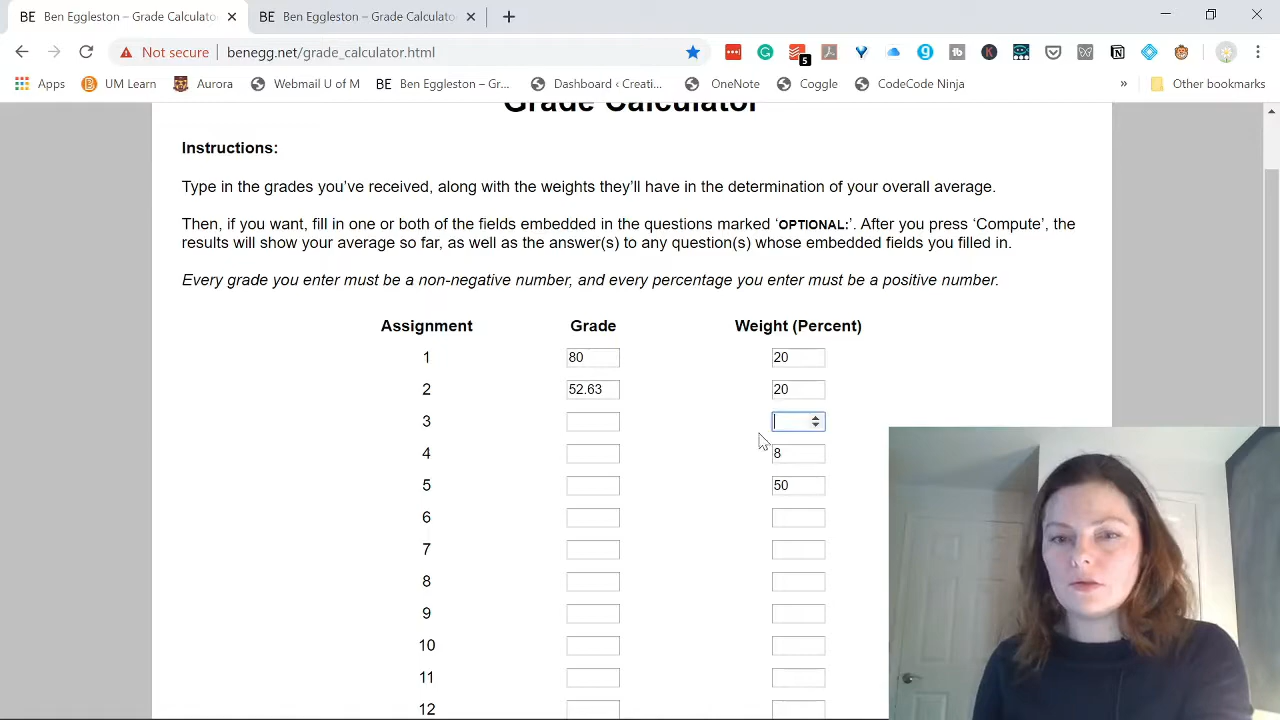 BE Ben Eggleston – Grade Calculato
BE Ben Eggleston – Grade Calculato
Not secure benegg.net/grade_calculator.html
5
Apps UM Learn Aurora Webmail U of M BE Ben Eggleston – Gr... Dashboard ‹ Creati... OneNote Coggle CodeCode Ninja » Other bookmarks
Grade Calculator
Instructions:
Type in the grades you've received, along with the weights they'll have in the determination of your overall average.
Then, if you want, fill in one or both of the fields embedded in the questions marked ‘OPTIONAL:’. After you press ‘Compute’, the
results will show your average so far, as well as the answer(s) to any question(s) whose embedded fields you filled in.
Every grade you enter must be a non-negative number, and every percentage you enter must be a positive number.
Assignment Grade Weight (Percent)
1 80 20
2 52.63 20
3
4 8
5 50
6
7
8
9
10
11
12